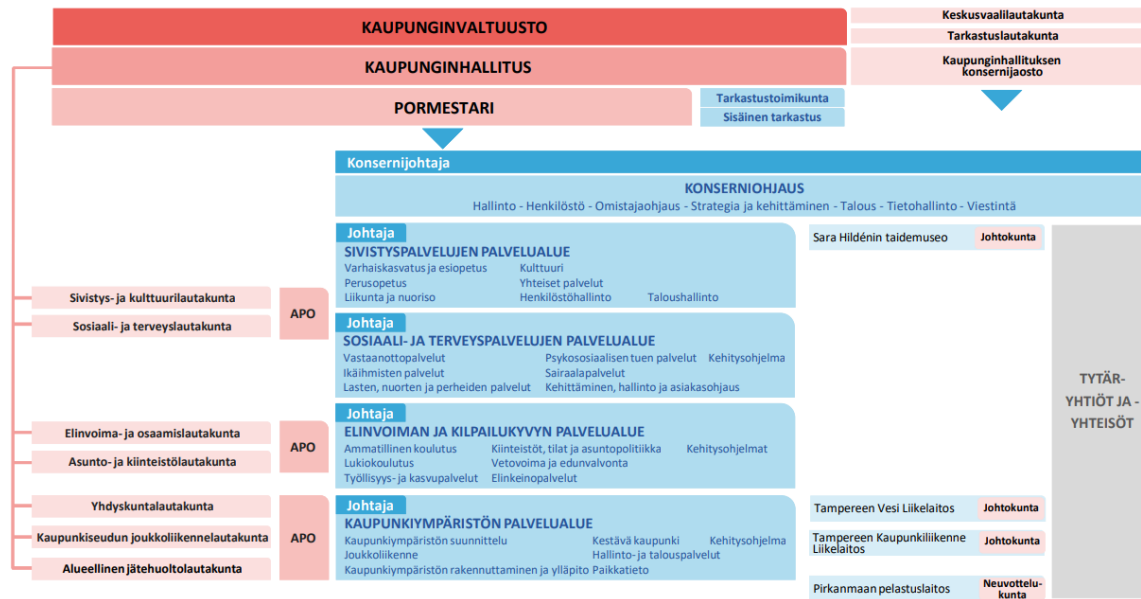 KAUPUNGINVALTUUSTO
Keskusvaalilautakunta
Tarkastuslautakunta
KAUPUNGINHALLITUS
Kaupunginhallituksen
konsernijaosto
PORMESTARI
Tarkastustoimikunta
Sisäinen tarkastus
Konsernijohtaja
KONSERNIOHJAUS
Hallinto - Henkilöstö - Omistajaohjaus - Strategia ja kehittäminen - Talous - Tietohallinto - Viestintä
Johtaja
SIVISTYSPALVELUJEN PALVELUALUE
Varhaiskasvatus ja esiopetus Kulttuuri
Perusopetus Yhteiset palvelut
Liikunta ja nuoriso Henkilöstöhallinto Taloushallinto
Sara Hildénin taidemuseo Johtokunta
Sivistys- ja kulttuurilautakunta
Sosiaali- ja terveyslautakunta
APO
Johtaja
SOSIAALI- JA TERVEYSPALVELUJEN PALVELUALUE
Vastaanottopalvelut Psykososiaalisen tuen palvelut Kehitysohjelma
Ikäihmisten palvelut Sairaalapalvelut
Lasten, nuorten ja perheiden palvelut Kehittäminen, hallinto ja asiakasohjaus
TYTÄR-
YHTIÖT JA -
YHTEISÖT
Elinvoima- ja osaamislautakunta
Asunto- ja kiinteistölautakunta
APO
Johtaja
ELINVOIMAN JA KILPAILUKYVYN PALVELUALUE
Ammatillinen koulutus Kiinteistöt, tilat ja asuntopolitiikka Kehitysohjelmat
Lukiokoulutus Vetovoima ja edunvalvonta
Työllisyys- ja kasvupalvelut Elinkeinopalvelut
Yhdyskuntalautakunta
Kaupunkiseudun joukkoliikennelautakunta
Alueellinen jätehuoltolautakunta
APO
Johtaja
KAUPUNKIYMPÄRISTÖN PALVELUALUE
Kaupunkiympäristön suunnittelu Kestävä kaupunki Kehitysohjelma
Joukkoliikenne Hallinto- ja talouspalvelut
Kaupunkiympäristön rakennuttaminen ja ylläpito Paikkatieto
Tampereen Vesi Liikelaitos Johtokunta
Tampereen Kaupunkiliikenne
Liikelaitos
Johtokunta
Pirkanmaan pelastuslaitos
Neuvottelu-
kunta